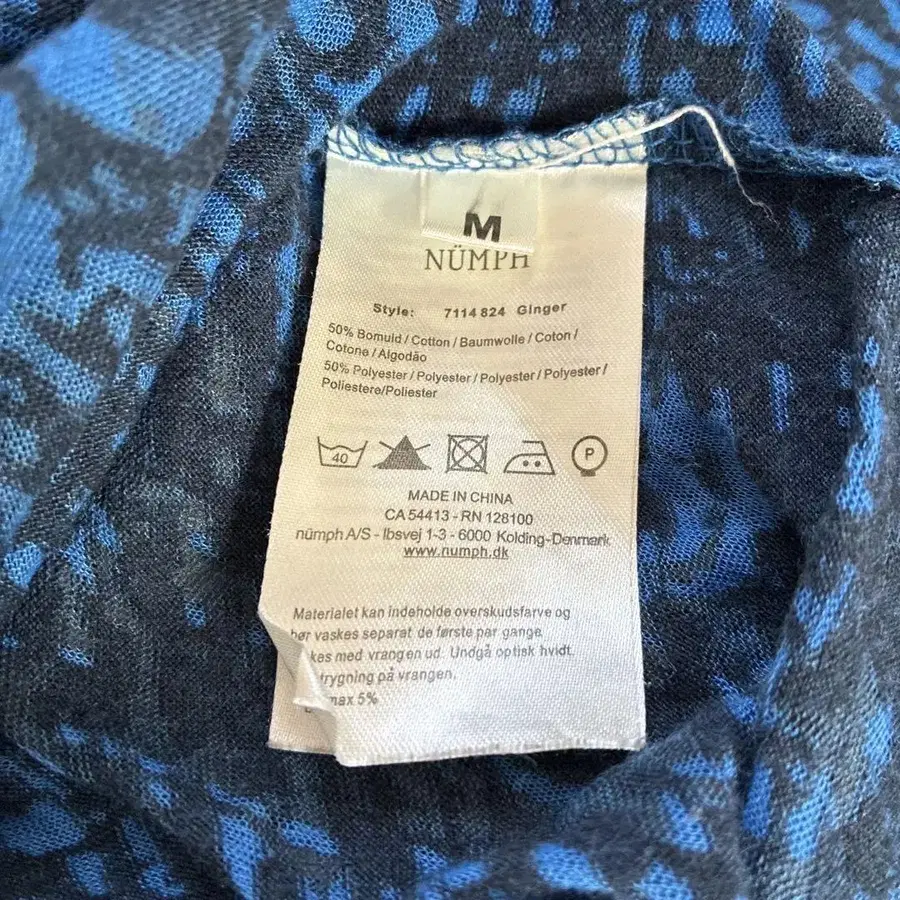 M
NÜMPH
Style: 7114 824 Ginger
50% Bomuld / Cotton / Baumwolle / Coton /
Cotone / Algodão
50% Polyester / Polyester / Polyester / Polyester /
Poliestere/Poliester
40
P
MADE IN CHINA
CA 54413 - RN 128100
nümph A/S - Ibsvej 1-3 - 6000 Kolding-Denmark
www.numph.dk
Materialet kan indeholde overskudsfarve og
bør vaskes separat de første par gange.
med vrangen ud. Undgå optisk hvidt.
på vrangen.
max 5%